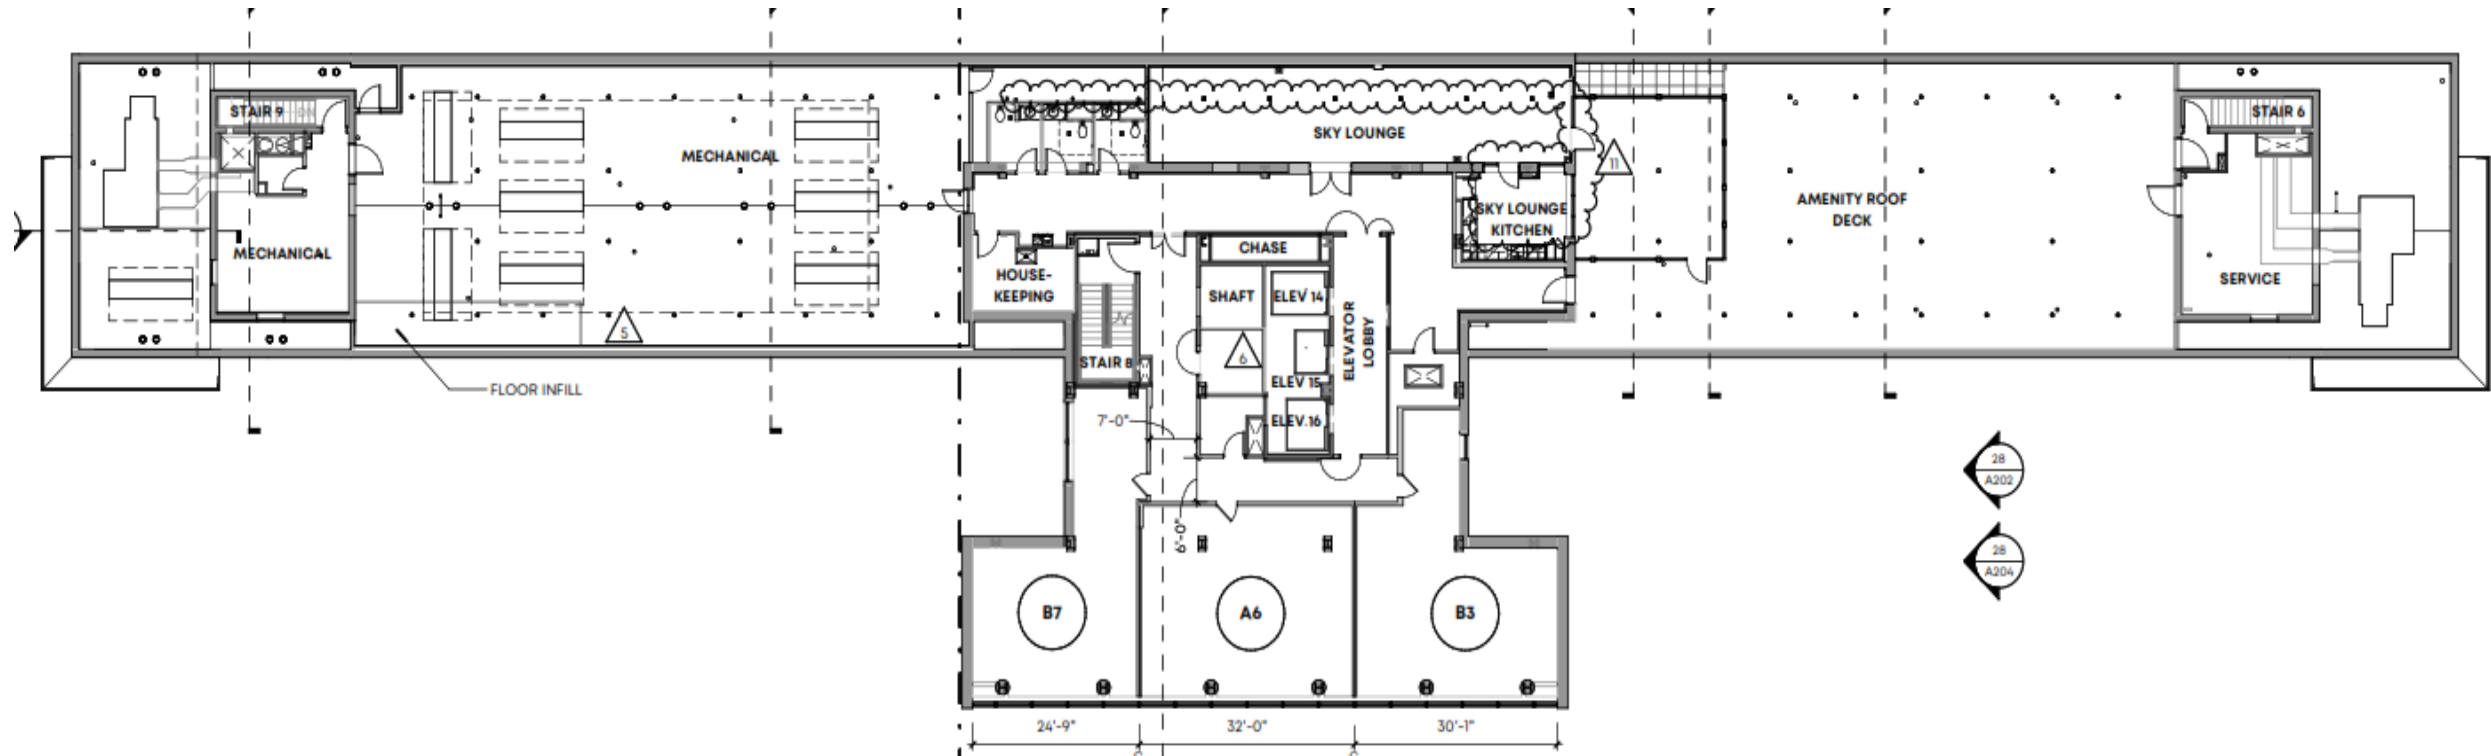 STAIR 9
DN
MECHANICAL
MECHANICAL
5
FLOOR INFILL
SKY LOUNGE
SKY LOUNGE
KITCHEN
11
HOUSE-
KEEPING
STAIR 8
CHASE
SHAFT
6
ELEV 14
ELEV 15
ELEV.16
ELEVATOR
LOBBY
AMENITY ROOF
DECK
STAIR 6
SERVICE
7'-0"
6'-0"
28
A202
28
A204
B7
A6
B3
24'-9"
32'-0"
30'-1"